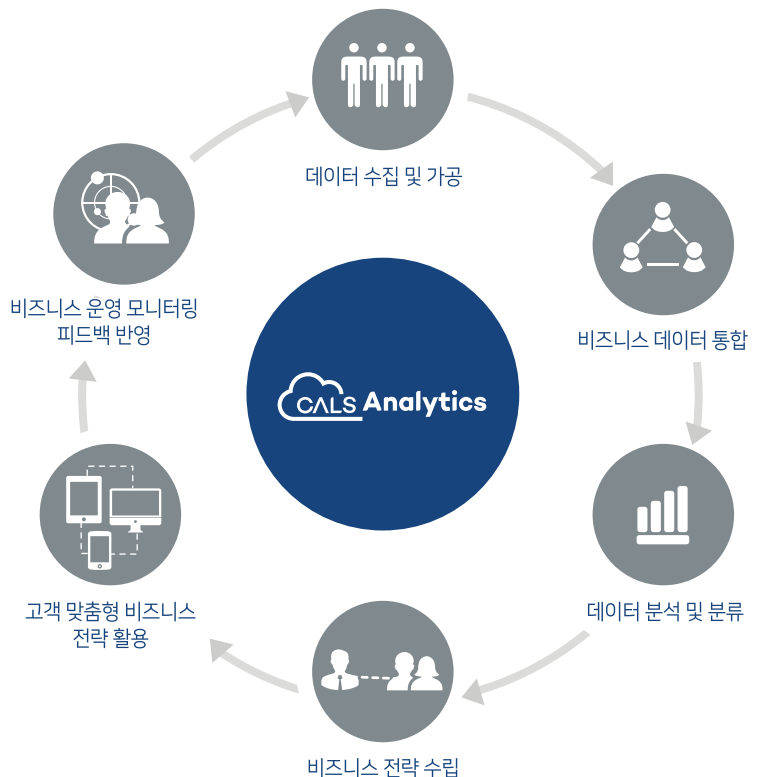 데이터 수집 및 가공
비즈니스 데이터 통합
데이터 분석 및 분류
비즈니스 전략 수립
고객 맞춤형 비즈니스
전략 활용
비즈니스 운영 모니터링
피드백 반영
CALS Analytics